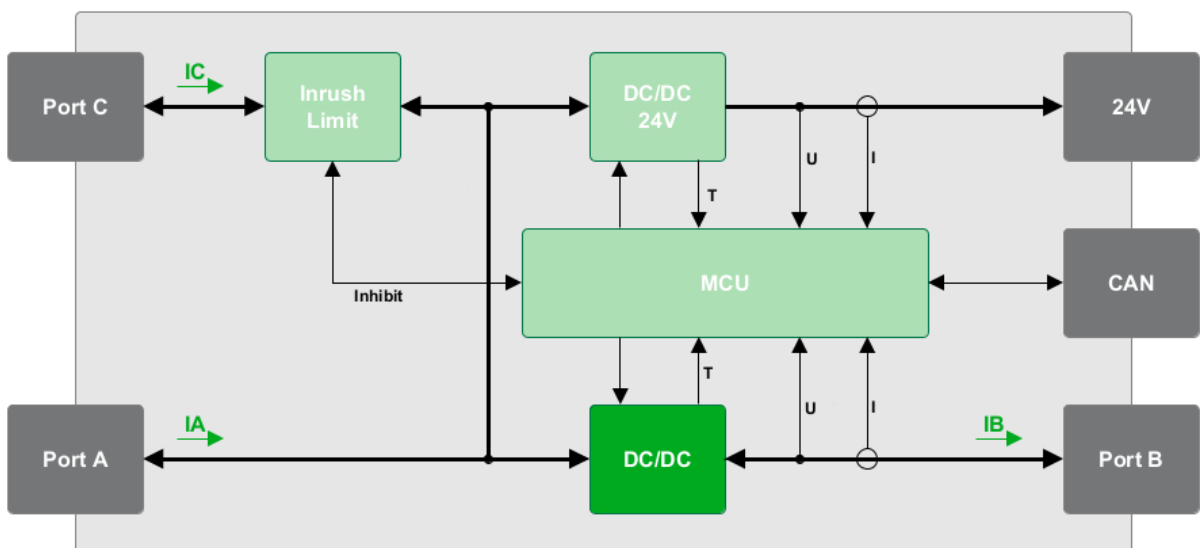 IC
Port C
Inrush
Limit
DC/DC
24V
24V
U
I
T
MCU
CAN
Inhibit
T
U
I
IA
IB
Port A
DC/DC
Port B